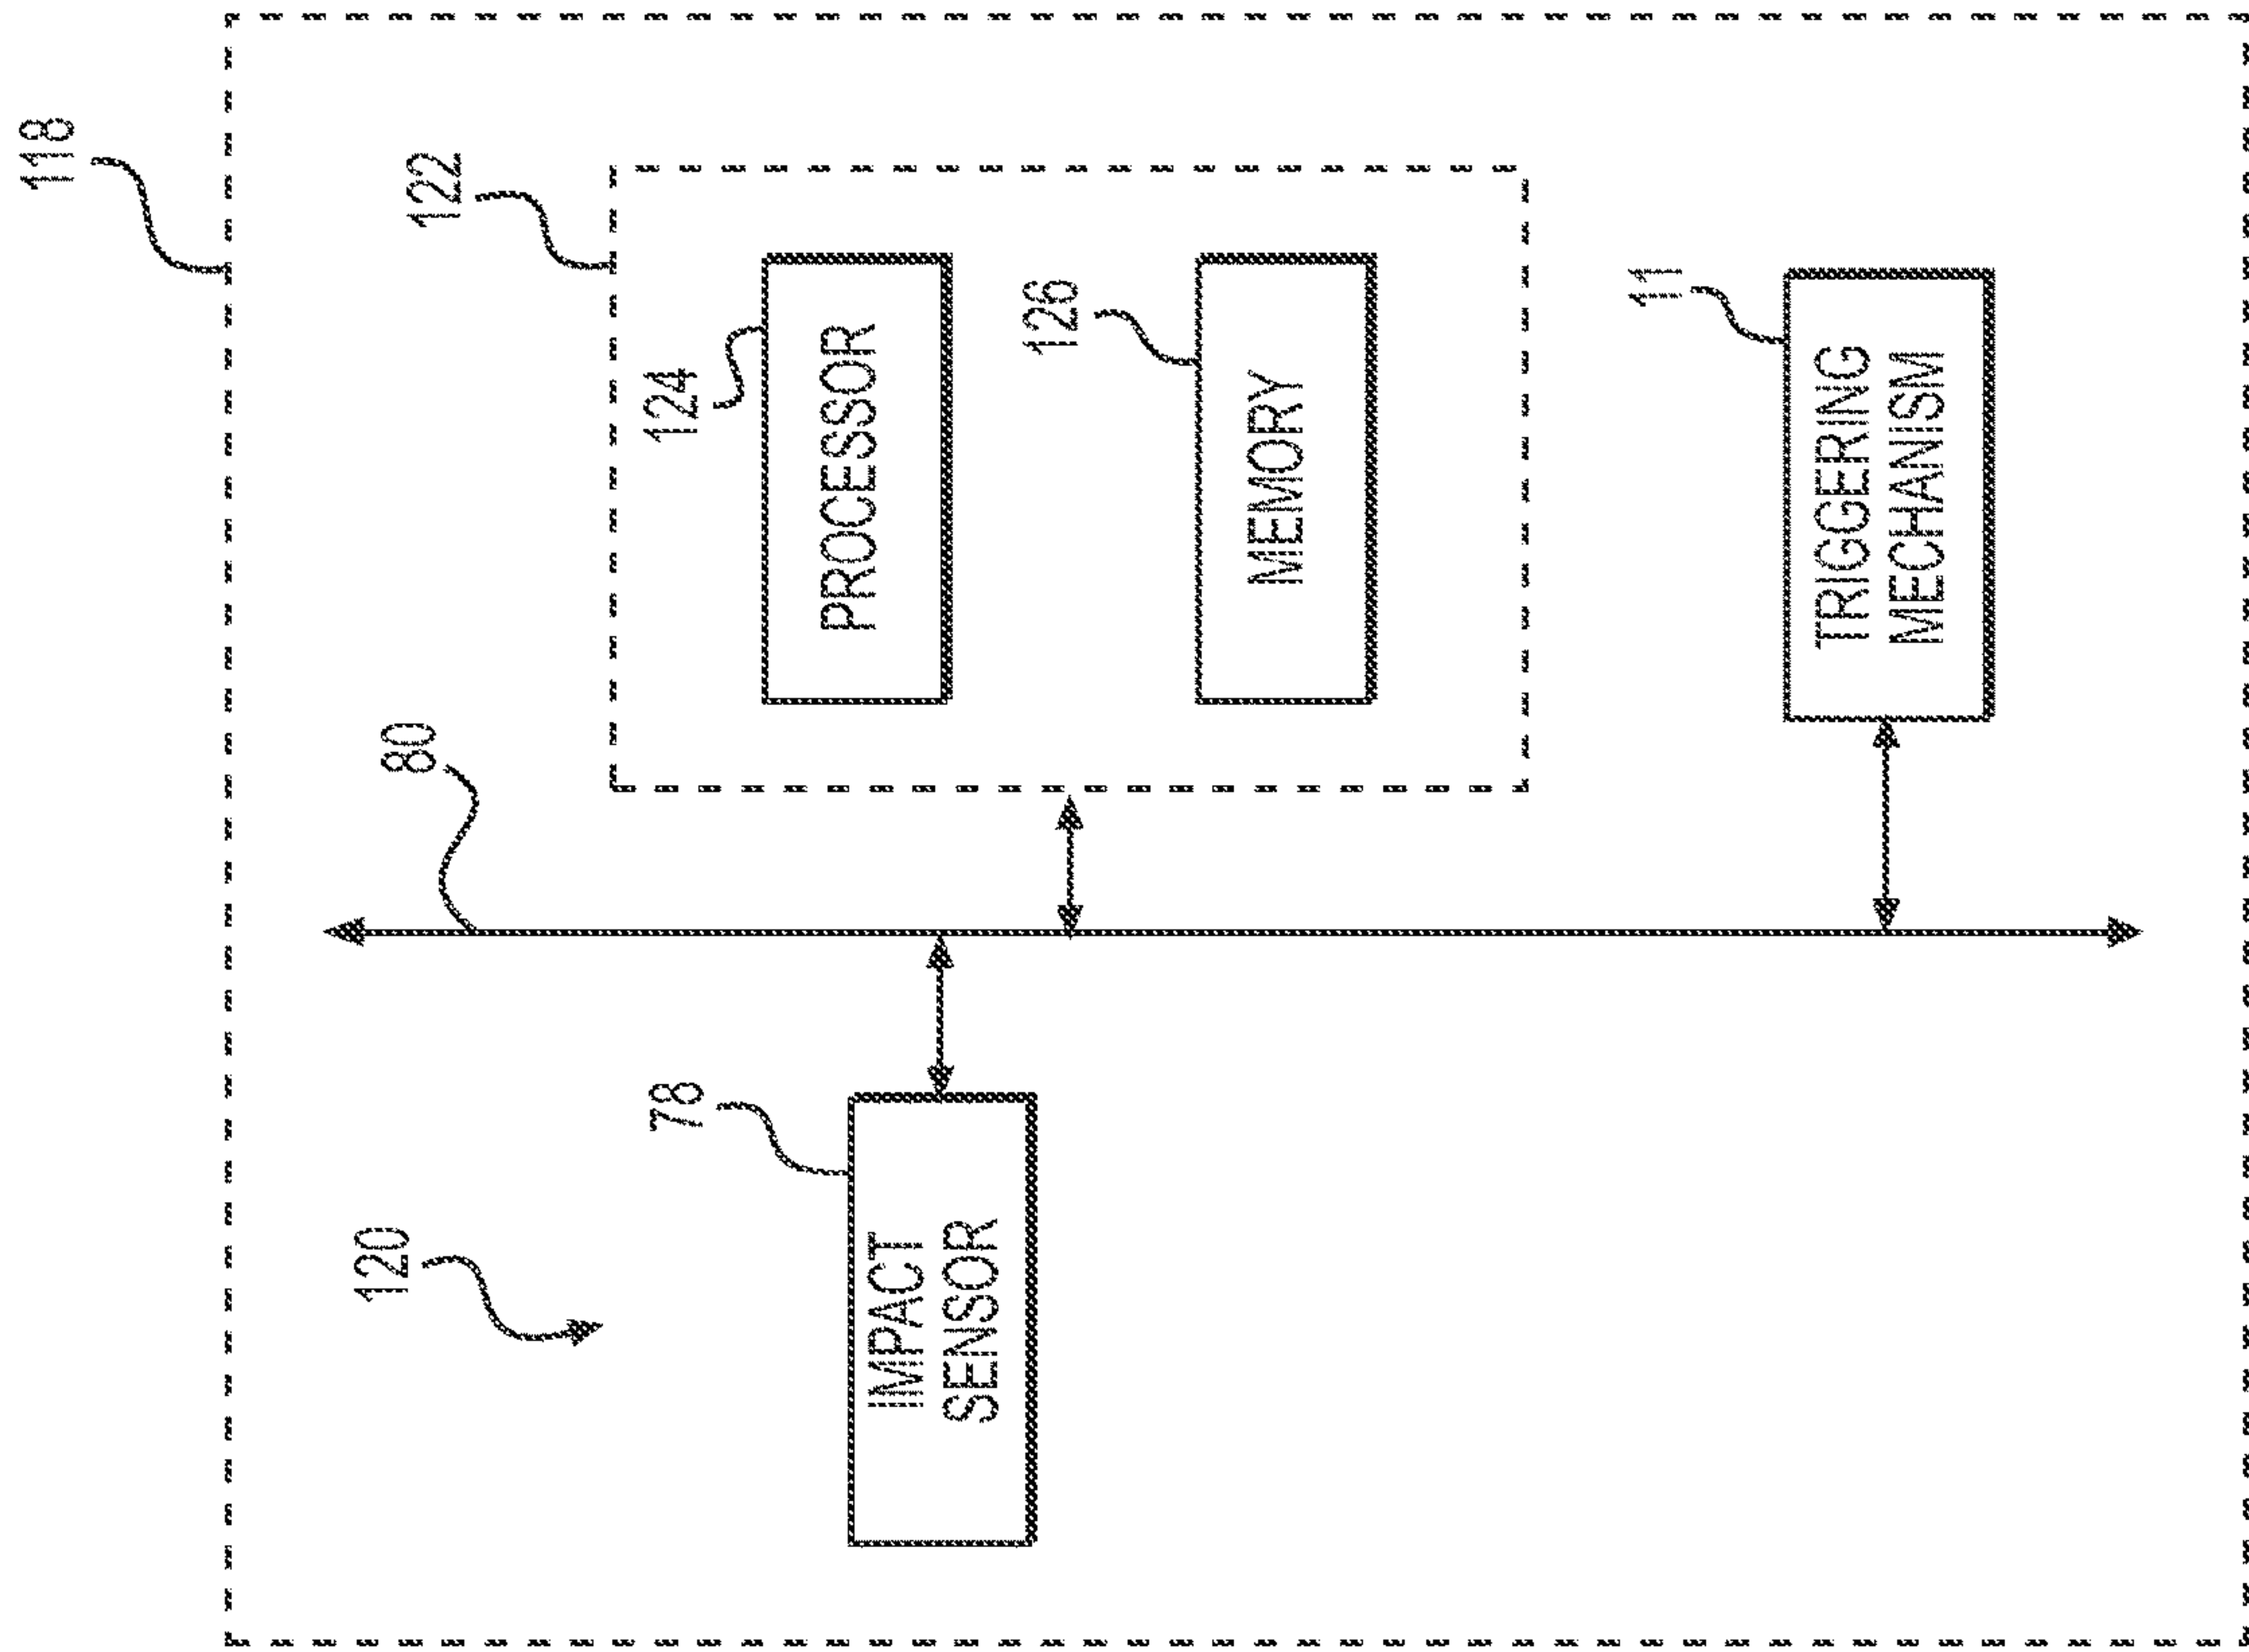 118
120
80
122
78
IMPACT
SENSOR
124
PROCESSOR
126
MEMORY
11
TRIGGERING
MECHANISM